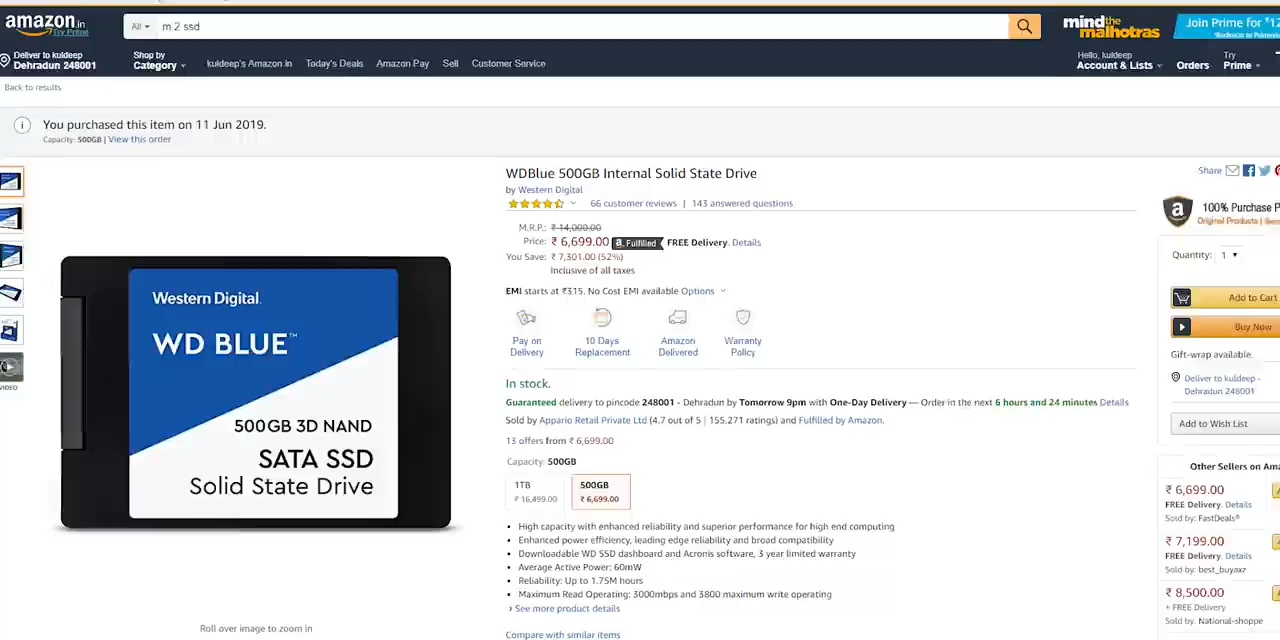 amazon.in
Try Prime
All
m 2 ssd
mind the malhotras
Join Prime for ₹12
Deliver to kuldeep
Dehradun 248001
Shop by
Category
kuldeep's Amazon.in
Today's Deals
Amazon Pay
Sell
Customer Service
Hello, kuldeep
Account & Lists
Orders
Try
Prime
Back to results
You purchased this item on 11 Jun 2019.
Capacity: 500GB | View this order
WDBlue 500GB Internal Solid State Drive
by Western Digital
66 customer reviews | 143 answered questions
Share
M.R.P.: ₹ 14,000.00
Price: ₹ 6,699.00 a Fulfilled FREE Delivery. Details
You Save: ₹ 7,301.00 (52%)
Inclusive of all taxes
EMI starts at ₹315. No Cost EMI available Options
Pay on
Delivery
10 Days
Replacement
Amazon
Delivered
Warranty
Policy
In stock.
Guaranteed delivery to pincode 248001 - Dehradun by Tomorrow 9pm with One-Day Delivery — Order in the next 6 hours and 24 minutes Details
Sold by Appario Retail Private Ltd (4.7 out of 5 | 155,271 ratings) and Fulfilled by Amazon.
13 offers from ₹ 6,699.00
Capacity: 500GB
1TB
₹ 16,499.00
500GB
₹ 6,699.00
• High capacity with enhanced reliability and superior performance for high end computing
• Enhanced power efficiency, leading edge reliability and broad compatibility
• Downloadable WD SSD dashboard and Acronis software, 3 year limited warranty
• Average Active Power: 60mW
• Reliability: Up to 1.75M hours
• Maximum Read Operating: 3000mbps and 3800 maximum write operating
› See more product details
Compare with similar items
Western Digital.
WD BLUE™
500GB 3D NAND
SATA SSD
Solid State Drive
VIDEO
Roll over image to zoom in
100% Purchase P
Original Products
Quantity: 1
Add to Cart
Buy Now
Gift-wrap available.
Deliver to kuldeep -
Dehradun 248001
Add to Wish List
Other Sellers on Ama
₹ 6,699.00
FREE Delivery. Details
Sold by: FastDeals®
₹ 7,199.00
FREE Delivery. Details
Sold by: best_buyaxz
₹ 8,500.00
+ FREE Delivery
Sold by: National-shoppe